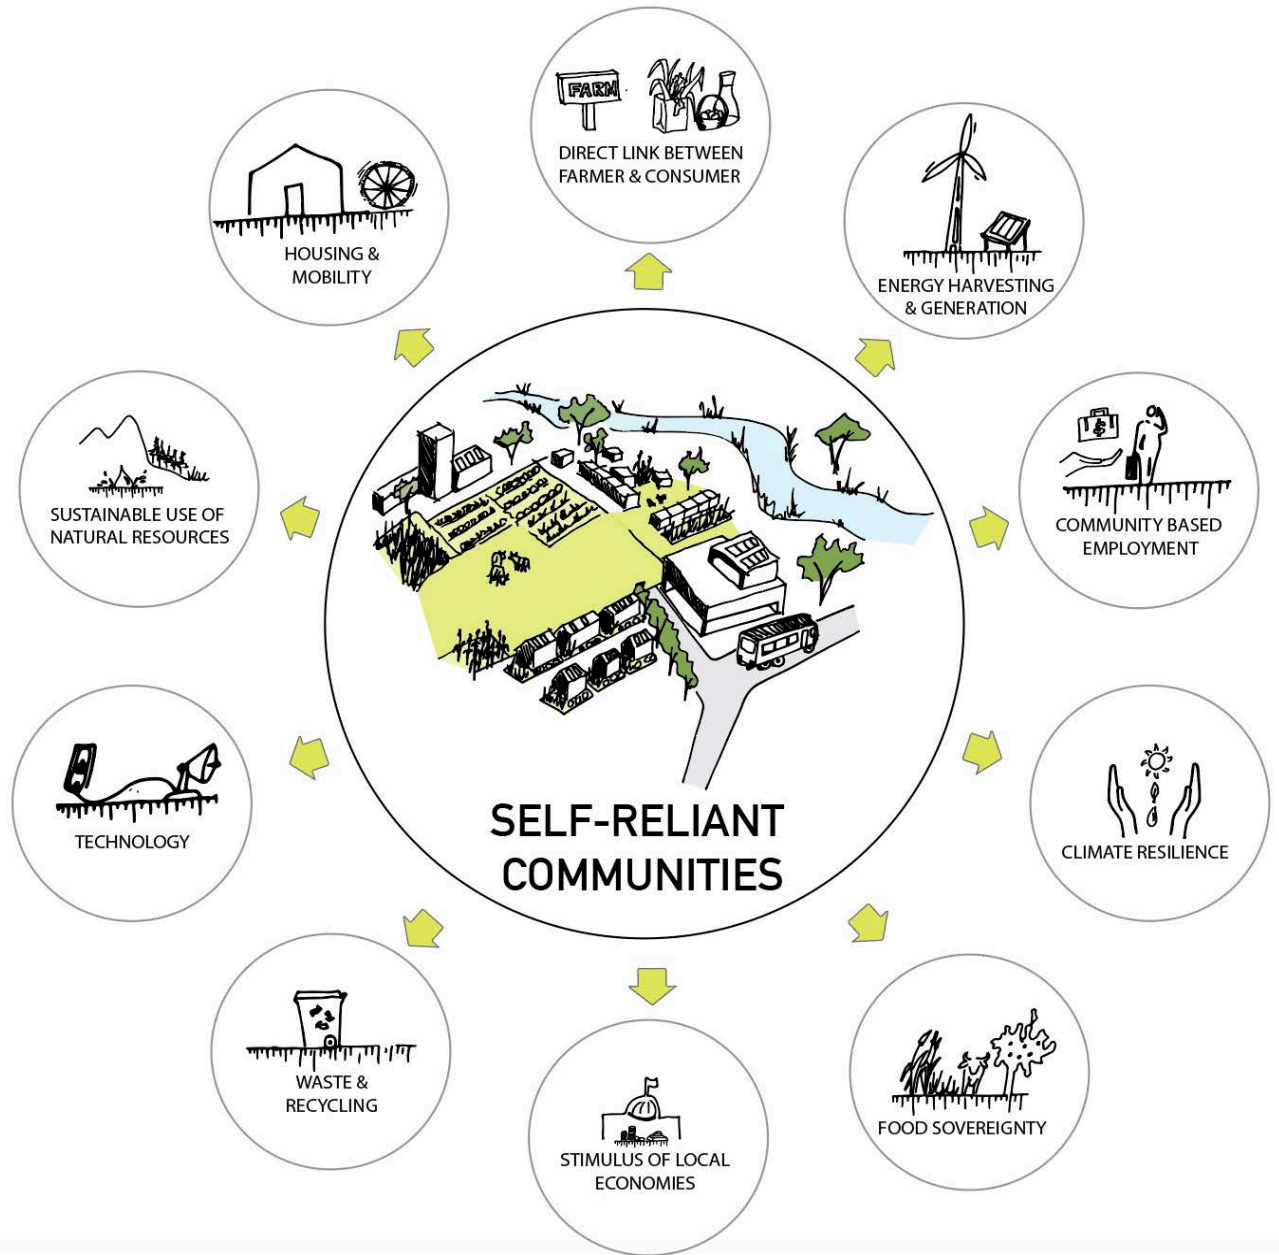 FARM
DIRECT LINK BETWEEN
FARMER & CONSUMER
HOUSING &
MOBILITY
ENERGY HARVESTING
& GENERATION
SUSTAINABLE USE OF
NATURAL RESOURCES
$
COMMUNITY BASED
EMPLOYMENT
TECHNOLOGY
SELF-RELIANT
COMMUNITIES
CLIMATE RESILIENCE
WASTE &
RECYCLING
STIMULUS OF LOCAL
ECONOMIES
FOOD SOVEREIGNTY